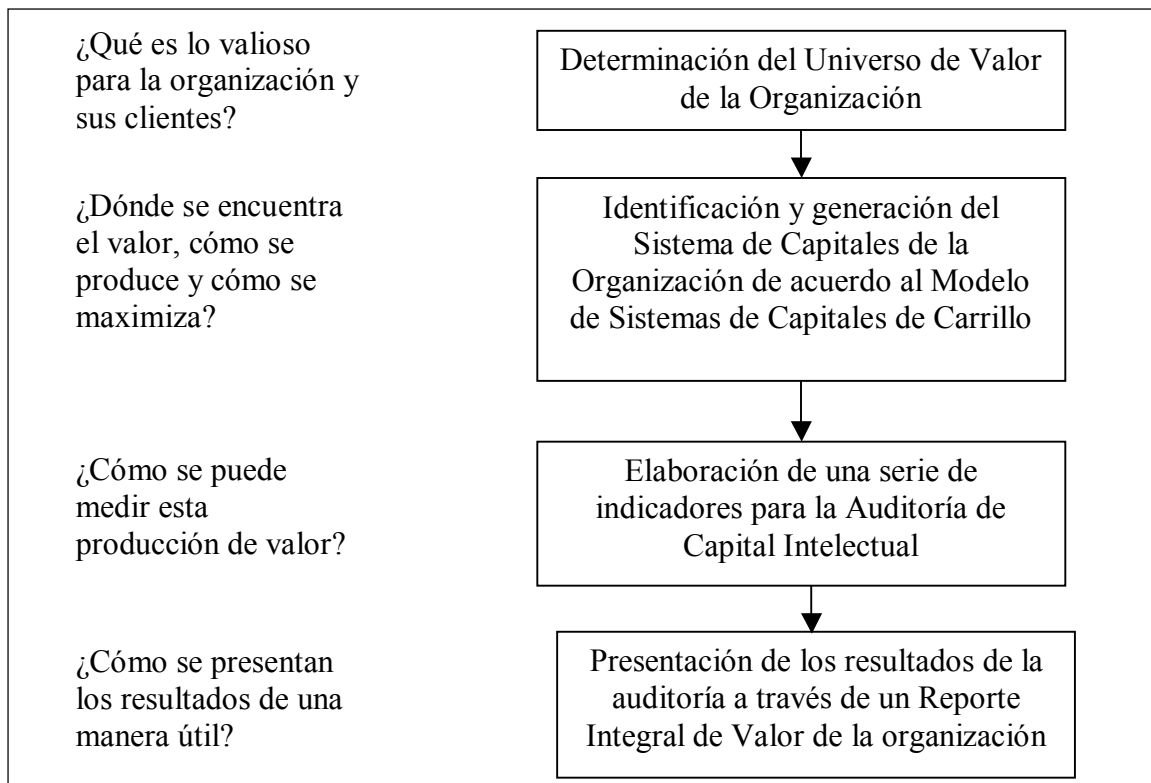 ¿Qué es lo valioso
para la organización y
sus clientes?
Determinación del Universo de Valor
de la Organización
¿Dónde se encuentra
el valor, cómo se
produce y cómo se
maximiza?
Identificación y generación del
Sistema de Capitales de la
Organización de acuerdo al Modelo
de Sistemas de Capitales de Carrillo
¿Cómo se puede
medir esta
producción de valor?
Elaboración de una serie de
indicadores para la Auditoría de
Capital Intelectual
¿Cómo se presentan
los resultados de una
manera útil?
Presentación de los resultados de la
auditoría a través de un Reporte
Integral de Valor de la organización